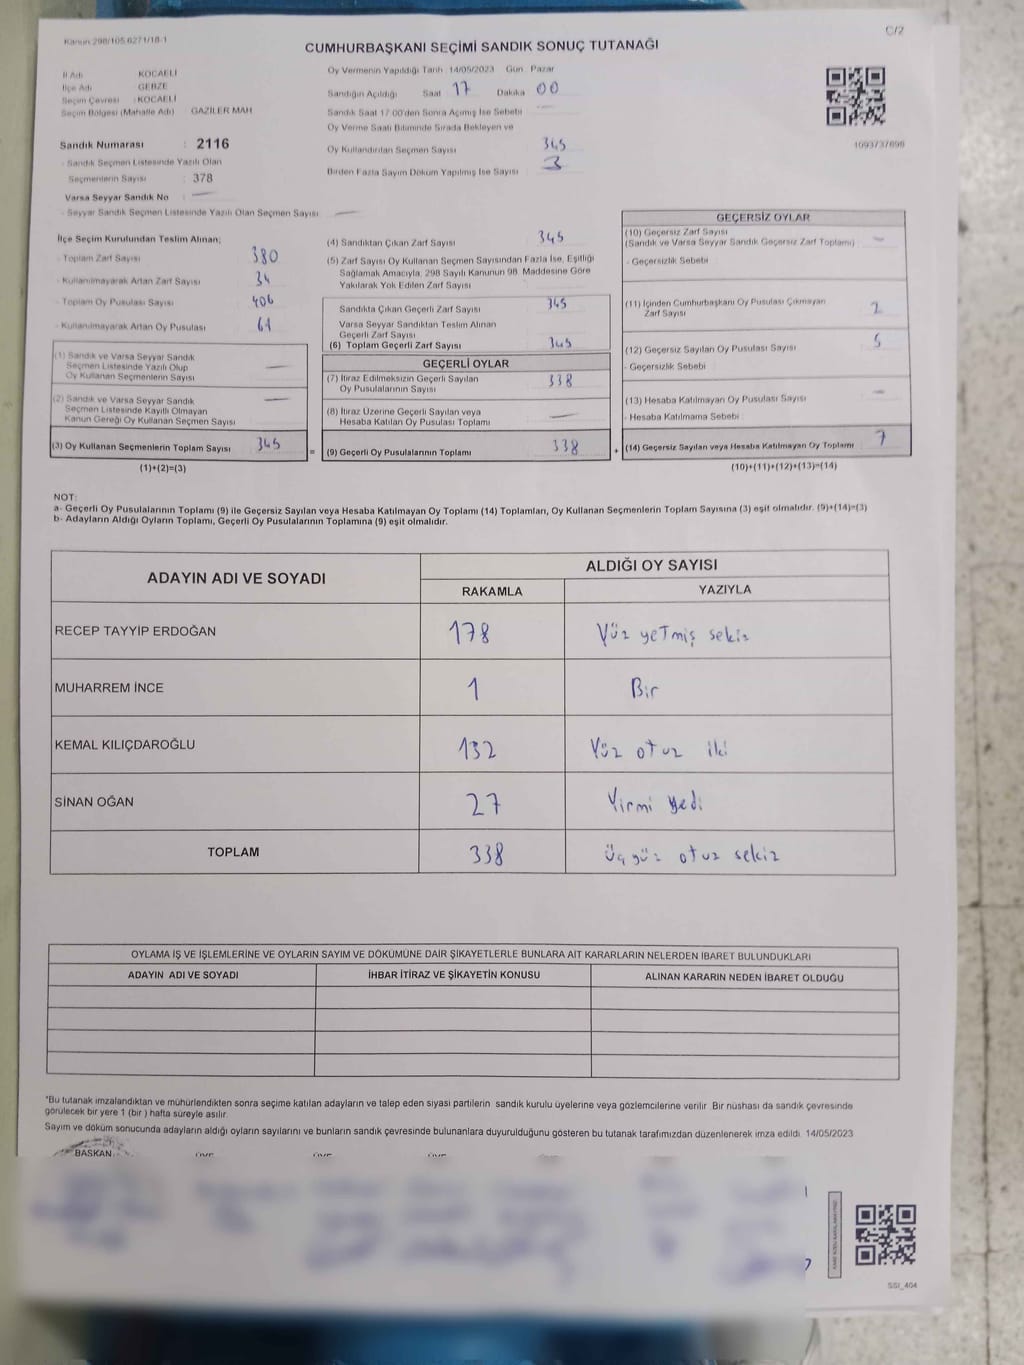 Kanun 298/105.6271/18-1
C/2
CUMHURBAŞKANI SEÇİMİ SANDIK SONUÇ TUTANAĞI
İl Adı KOCAELİ
İlçe Adı GEBZE
Seçim Çevresi : KOCAELİ
Seçim Bölgesi (Mahalle Adı) GAZİLER MAH
Oy Vermenin Yapıldığı Tarih 14/05/2023 Gün Pazar
Sandığın Açıldığı Saat 17 Dakika 00
Sandık Saat 17:00'den Sonra Açılmış İse Sebebi —
Oy Verme Saati Bitiminde Sırada Bekleyen ve
Oy Kullandırılan Seçmen Sayısı 345
Birden Fazla Sayım Döküm Yapılmış İse Sayısı 3
Sandık Numarası : 2116
- Sandık Seçmen Listesinde Yazılı Olan
Seçmenlerin Sayısı : 378
Varsa Seyyar Sandık No : —
- Seyyar Sandık Seçmen Listesinde Yazılı Olan Seçmen Sayısı —
İlçe Seçim Kurulundan Teslim Alınan;
- Toplam Zarf Sayısı 380
- Kullanılmayarak Artan Zarf Sayısı 34
- Toplam Oy Pusulası Sayısı 406
- Kullanılmayarak Artan Oy Pusulası 61
(1) Sandık ve Varsa Seyyar Sandık
Seçmen Listesinde Yazılı Olup
Oy Kullanan Seçmenlerin Sayısı —
(2) Sandık ve Varsa Seyyar Sandık
Seçmen Listesinde Kayıtlı Olmayan
Kanun Gereği Oy Kullanan Seçmen Sayısı —
(3) Oy Kullanan Seçmenlerin Toplam Sayısı 345
(1)+(2)=(3)
(4) Sandıktan Çıkan Zarf Sayısı 345
(5) Zarf Sayısı Oy Kullanan Seçmen Sayısından Fazla İse, Eşitliği
Sağlamak Amacıyla, 298 Sayılı Kanunun 98. Maddesine Göre
Yakılarak Yok Edilen Zarf Sayısı
Sandıkta Çıkan Geçerli Zarf Sayısı 345
Varsa Seyyar Sandıktan Teslim Alınan
Geçerli Zarf Sayısı
(6) Toplam Geçerli Zarf Sayısı 345
GEÇERLİ OYLAR
(7) İtiraz Edilmeksizin Geçerli Sayılan
Oy Pusulalarının Sayısı 338
(8) İtiraz Üzerine Geçerli Sayılan veya
Hesaba Katılan Oy Pusulası Toplamı —
= (9) Geçerli Oy Pusulalarının Toplamı 338 +
GEÇERSİZ OYLAR
(10) Geçersiz Zarf Sayısı
(Sandık ve Varsa Seyyar Sandık Geçersiz Zarf Toplamı) —
- Geçersizlik Sebebi
(11) İçinden Cumhurbaşkanı Oy Pusulası Çıkmayan
Zarf Sayısı 2
(12) Geçersiz Sayılan Oy Pusulası Sayısı 5
- Geçersizlik Sebebi
(13) Hesaba Katılmayan Oy Pusulası Sayısı —
- Hesaba Katılmama Sebebi
(14) Geçersiz Sayılan veya Hesaba Katılmayan Oy Toplamı 7
(10)+(11)+(12)+(13)=(14)
NOT:
a- Geçerli Oy Pusulalarının Toplamı (9) ile Geçersiz Sayılan veya Hesaba Katılmayan Oy Toplamı (14) Toplamları, Oy Kullanan Seçmenlerin Toplam Sayısına (3) eşit olmalıdır. (9)+(14)=(3)
b- Adayların Aldığı Oyların Toplamı, Geçerli Oy Pusulalarının Toplamına (9) eşit olmalıdır.
ADAYIN ADI VE SOYADI
ALDIĞI OY SAYISI
RAKAMLA YAZIYLA
RECEP TAYYİP ERDOĞAN 178 Yüz yetmiş sekiz
MUHARREM İNCE 1 Bir
KEMAL KILIÇDAROĞLU 132 Yüz otuz iki
SİNAN OĞAN 27 Yirmi yedi
TOPLAM 338 Üçyüz otuz sekiz
OYLAMA İŞ VE İŞLEMLERİNE VE OYLARIN SAYIM VE DÖKÜMÜNE DAİR ŞİKAYETLERLE BUNLARA AİT KARARLARIN NELERDEN İBARET BULUNDUKLARI
ADAYIN ADI VE SOYADI İHBAR İTİRAZ VE ŞİKAYETİN KONUSU ALINAN KARARIN NEDEN İBARET OLDUĞU
*Bu tutanak imzalandıktan ve mühürlendikten sonra seçime katılan adayların ve talep eden siyasi partilerin sandık kurulu üyelerine veya gözlemcilerine verilir. Bir nüshası da sandık çevresinde
görülecek bir yere 1 (bir ) hafta süreyle asılır.
Sayım ve döküm sonucunda adayların aldığı oyların sayılarını ve bunların sandık çevresinde bulunanlara duyurulduğunu gösteren bu tutanak tarafımızdan düzenlenerek imza edildi. 14/05/2023
BAŞKAN
SSI_404